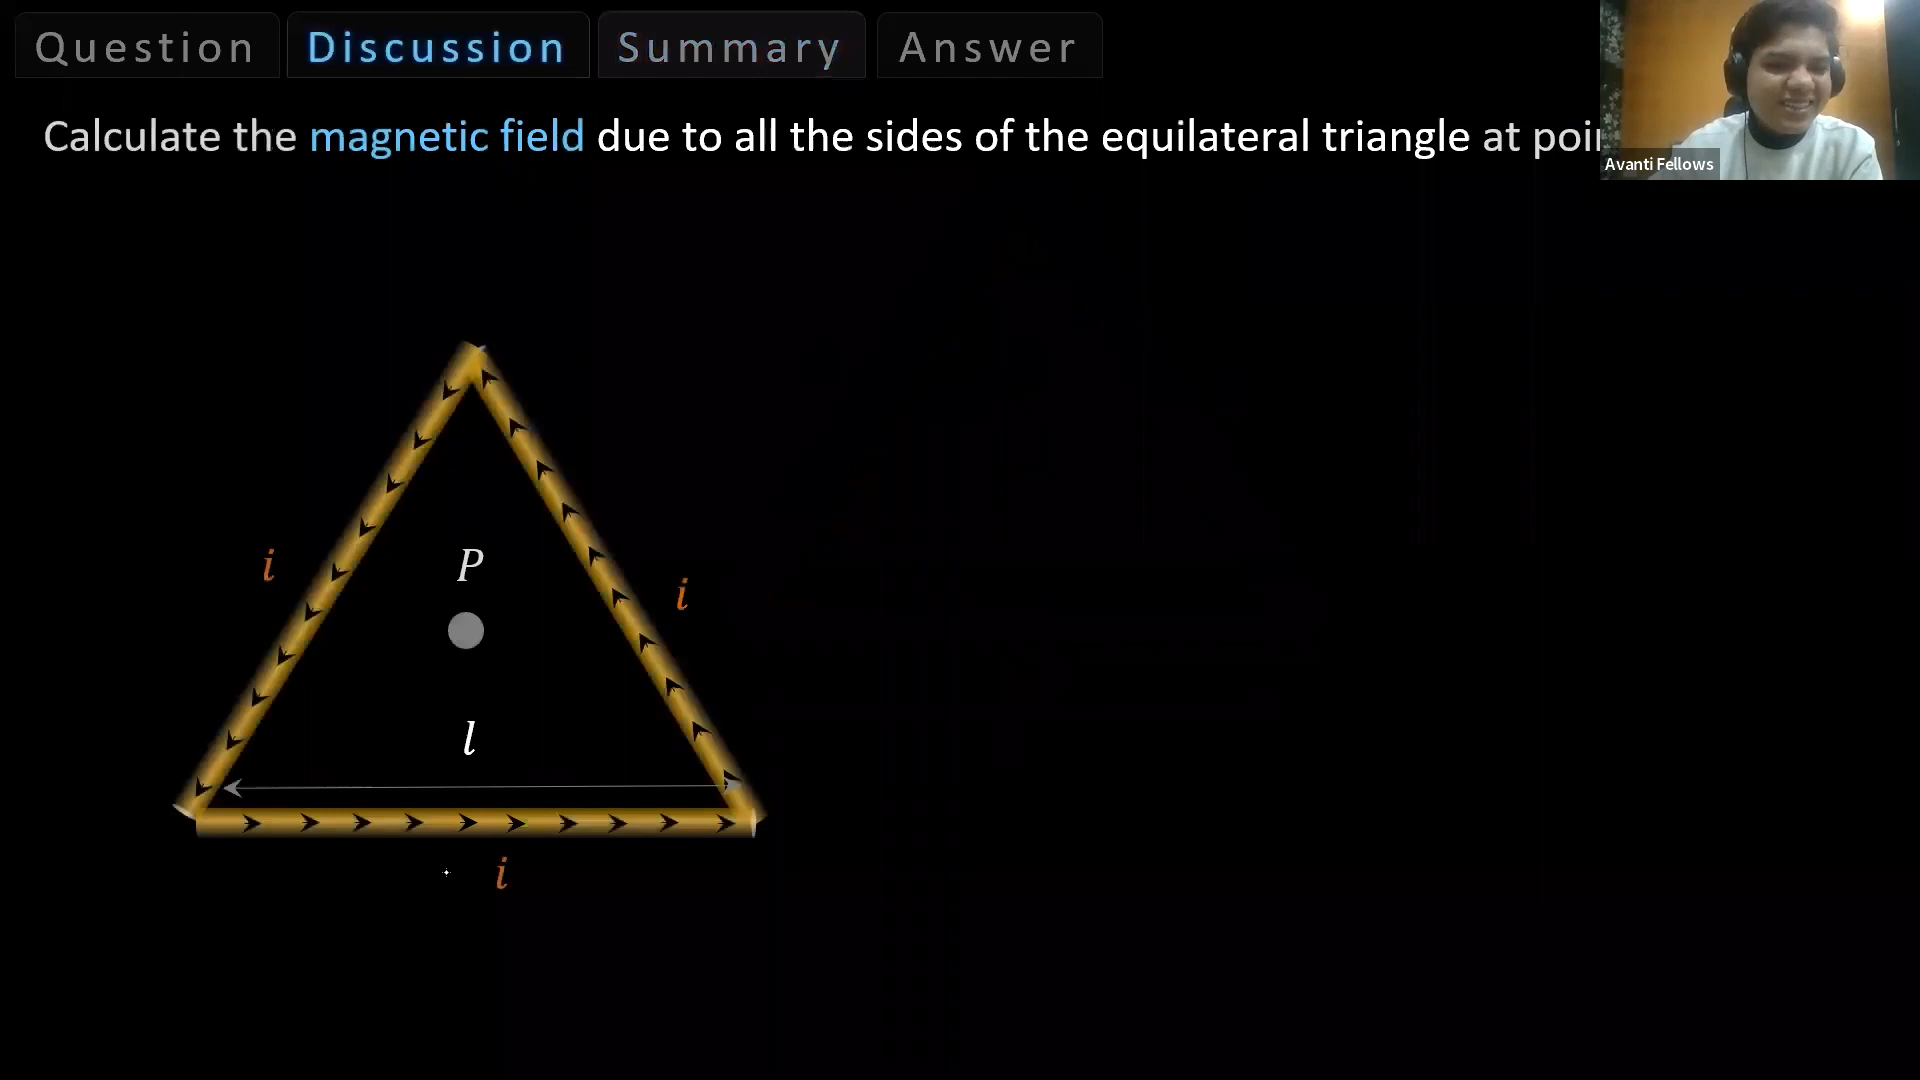 Question Discussion Summary Answer
Calculate the magnetic field due to all the sides of the equilateral triangle at
Avanti Fellows
i
P
i
l
i